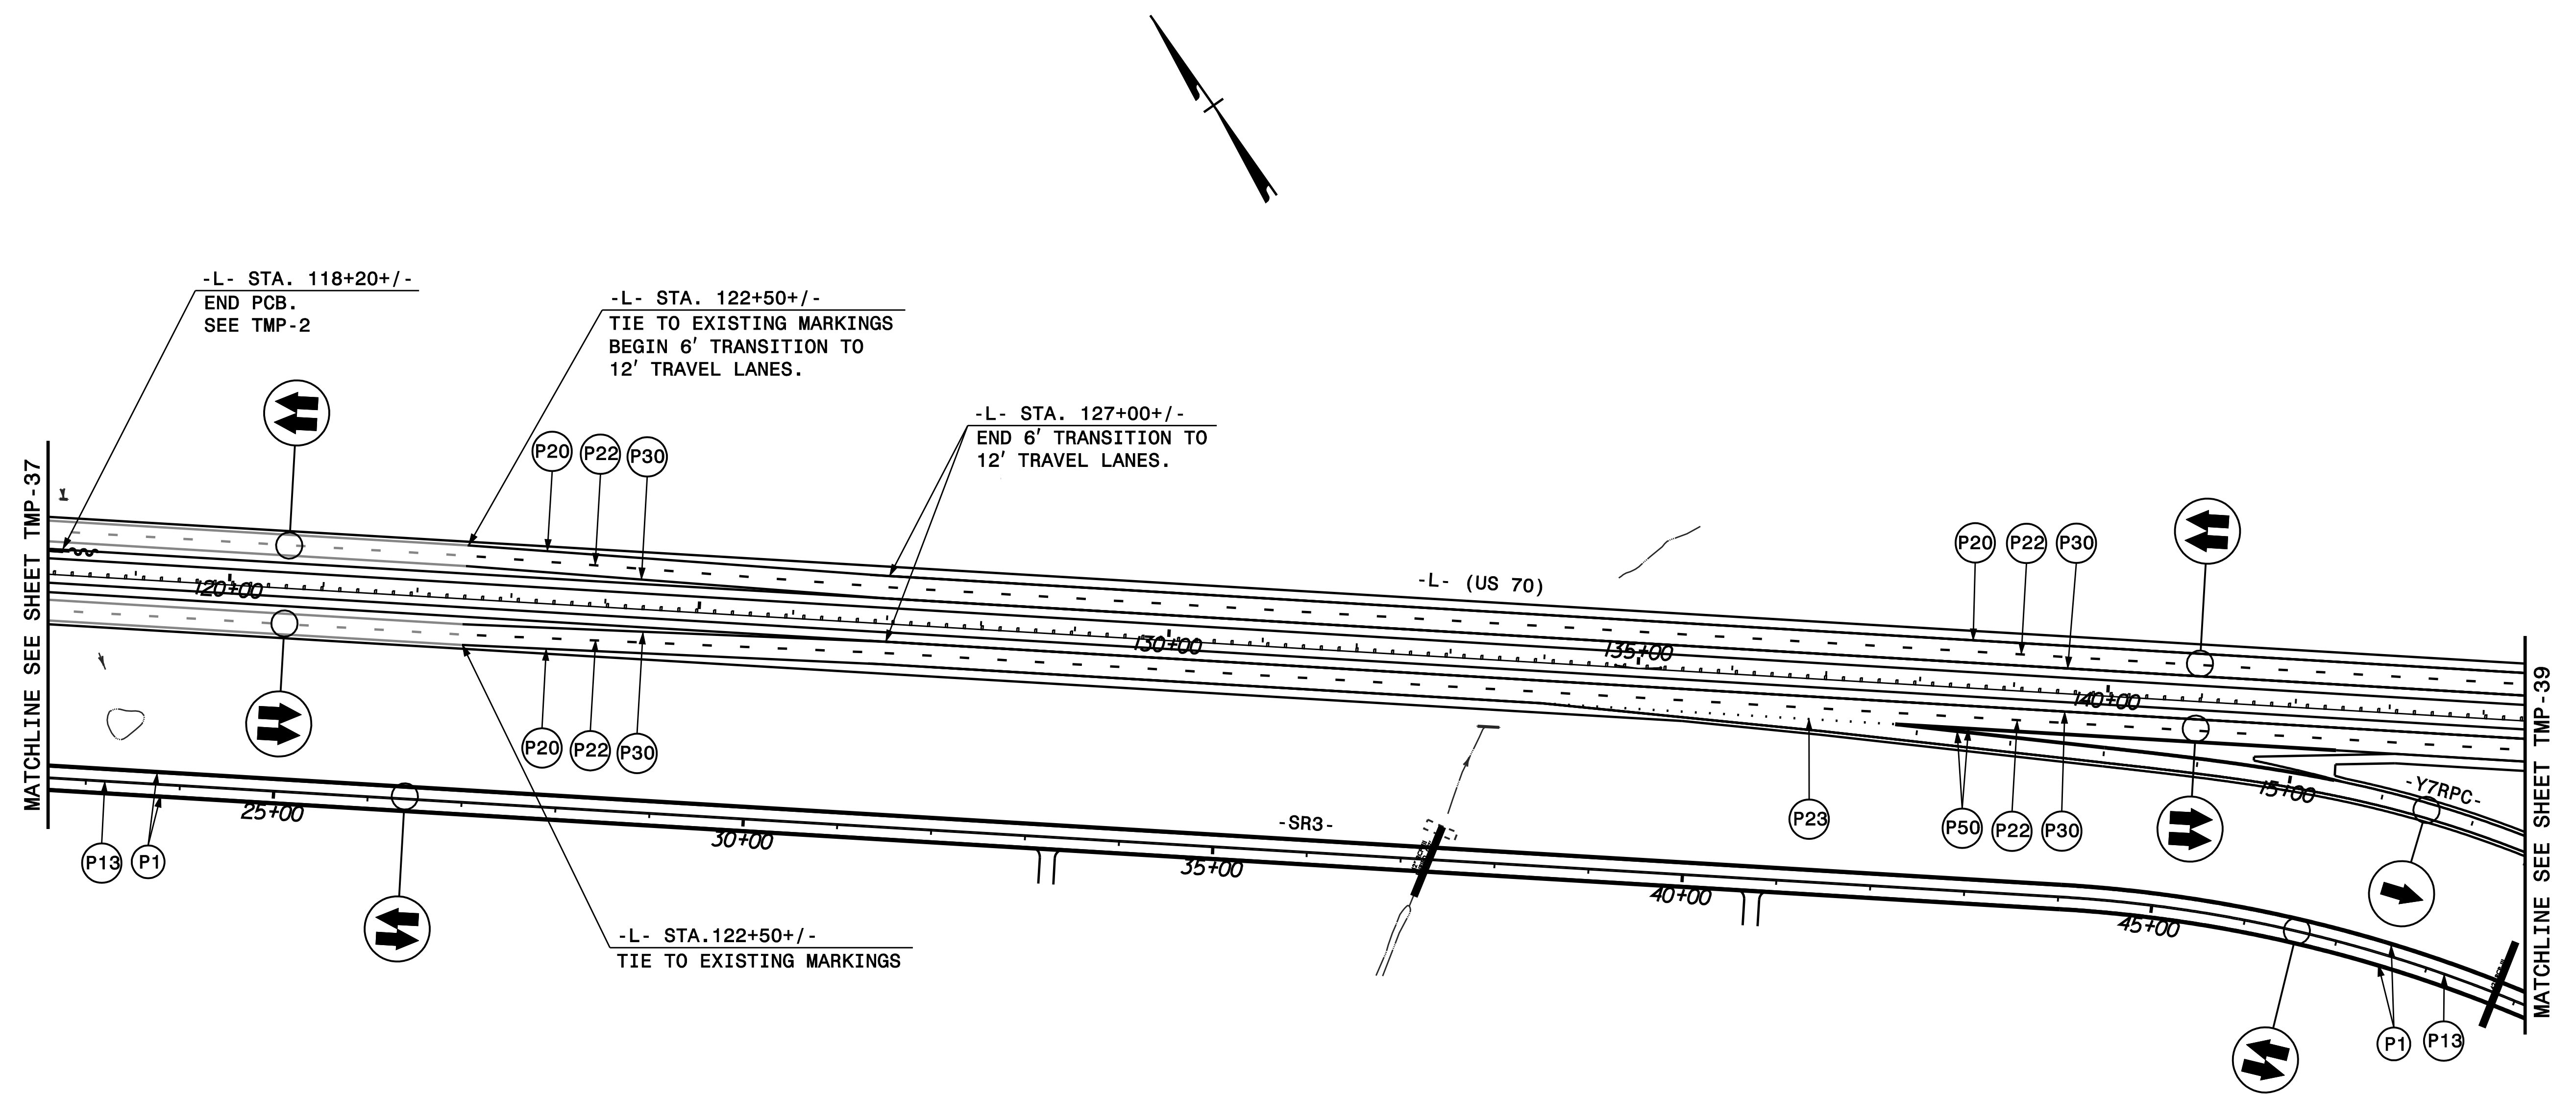 -L- STA. 118+20+/-
END PCB.
SEE TMP-2
-L- STA. 122+50+/-
TIE TO EXISTING MARKINGS
BEGIN 6' TRANSITION TO
12' TRAVEL LANES.
-L- STA. 127+00+/-
END 6' TRANSITION TO
12' TRAVEL LANES.
P20 P22 P30
P20 P22 P30
MATCHLINE SEE SHEET TMP-37
-L- (US 70)
120+00
130+00
135+00
140+00
15+00
-Y7RPC-
MATCHLINE SEE SHEET TMP-39
P20 P22 P30
P23
P50 P22 P30
25+00
30+00
-SR3-
35+00
40+00
45+00
P13 P1
-L- STA.122+50+/-
TIE TO EXISTING MARKINGS
P1 P13